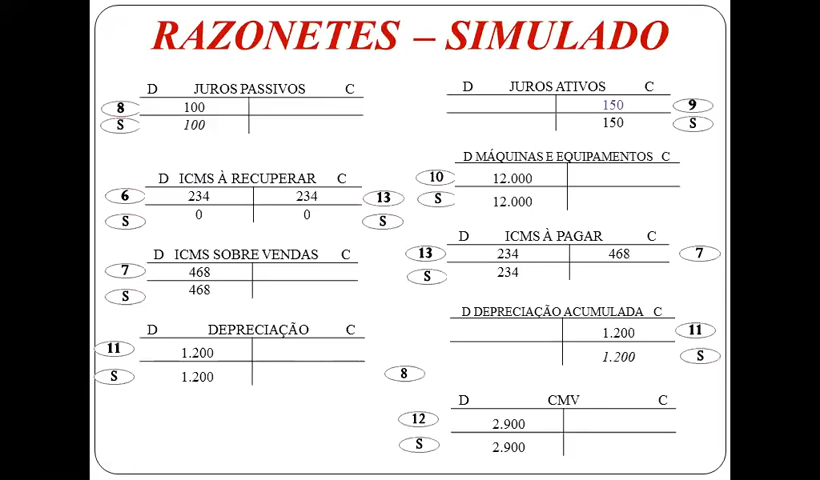 RAZONETES – SIMULADO
D JUROS PASSIVOS C
8 100
S 100
D JUROS ATIVOS C
150 9
150 S
D ICMS À RECUPERAR C
6 234 234 13
S 0 0 S
D MÁQUINAS E EQUIPAMENTOS C
10 12.000
S 12.000
D ICMS SOBRE VENDAS C
7 468
S 468
D ICMS À PAGAR C
13 234 468 7
S 234
D DEPRECIAÇÃO C
11 1.200
S 1.200
D DEPRECIAÇÃO ACUMULADA C
1.200 11
1.200 S
8
D CMV C
12 2.900
S 2.900